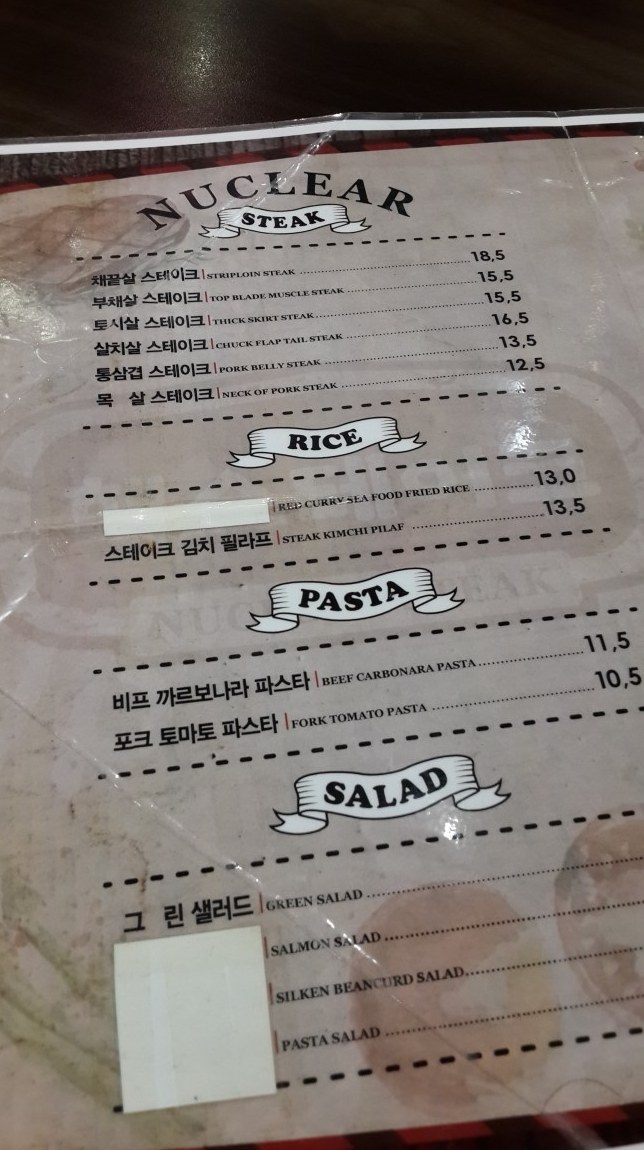 NUCLEAR
STEAK
채끝살 스테이크 | STRIPLOIN STEAK 18,5
부채살 스테이크 | TOP BLADE MUSCLE STEAK 15,5
토시살 스테이크 | THICK SKIRT STEAK 15,5
살치살 스테이크 | CHUCK FLAP TAIL STEAK 16,5
통삼겹 스테이크 | PORK BELLY STEAK 13,5
목 살 스테이크 | NECK OF PORK STEAK 12,5
RICE
| RED CURRY SEA FOOD FRIED RICE 13,0
스테이크 김치 필라프 | STEAK KIMCHI PILAF 13,5
PASTA
비프 까르보나라 파스타 | BEEF CARBONARA PASTA 11,5
포크 토마토 파스타 | FORK TOMATO PASTA 10,5
SALAD
그 린 샐러드 | GREEN SALAD
| SALMON SALAD
| SILKEN BEANCURD SALAD
| PASTA SALAD